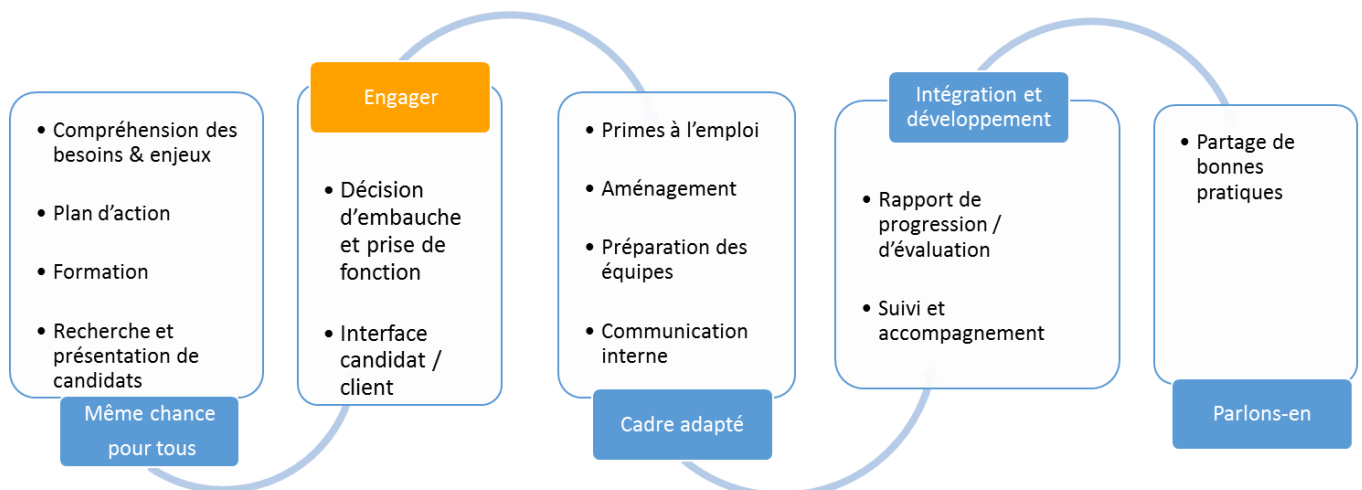 • Compréhension des
besoins & enjeux
• Plan d'action
• Formation
• Recherche et
présentation de
candidats
Même chance
pour tous
Engager
• Décision
d'embauche
et prise de
fonction
• Interface
candidat /
client
• Primes à l'emploi
• Aménagement
• Préparation des
équipes
• Communication
interne
Cadre adapté
Intégration et
développement
• Rapport de
progression /
d'évaluation
• Suivi et
accompagnement
• Partage de
bonnes
pratiques
Parlons-en